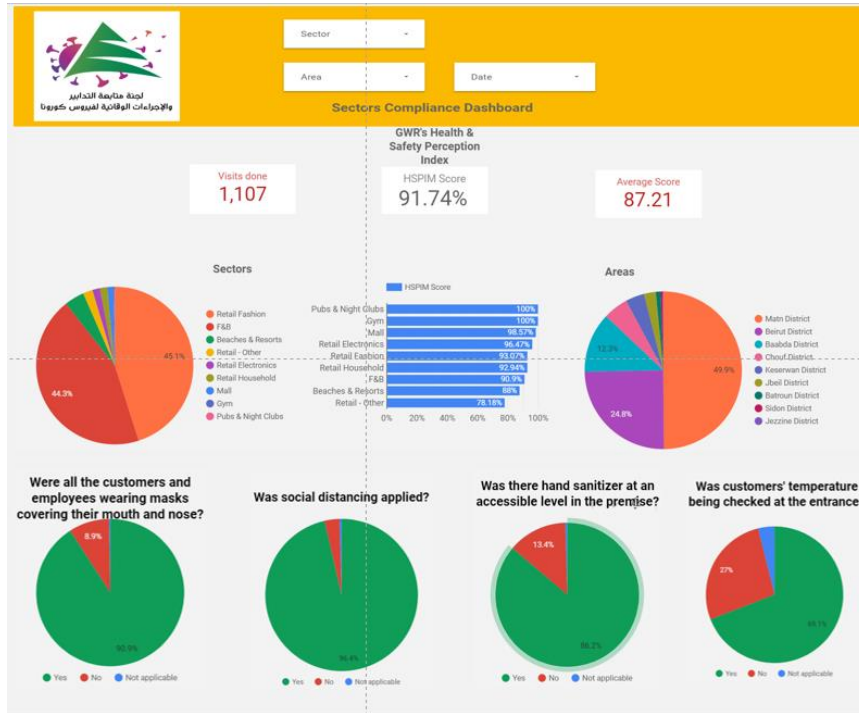 لجنة متابعة التدابير
والإجراءات الوقائية لفيروس كورونا
Sector
Area
Date
Sectors Compliance Dashboard
GWR's Health &
Safety Perception
Index
Visits done
1,107
HSPIM Score
91.74%
Average Score
87.21
Sectors
45.1%
44.3%
Retail Fashion
F&B
Beaches & Resorts
Retail - Other
Retail Electronics
Retail Household
Mall
Gym
Pubs & Night Clubs
HSPIM Score
Pubs & Night Clubs 100%
Gym 100%
Mall 98.57%
Retail Electronics 96.47%
Retail Fashion 93.07%
Retail Household 92.94%
F&B 90.9%
Beaches & Resorts 88%
Retail - Other 78.18%
0% 20% 40% 60% 80% 100%
Areas
49.9%
24.8%
12.3%
Matn District
Beirut District
Baabda District
Chouf District
Keserwan District
Jbeil District
Batroun District
Sidon District
Jezzine District
Were all the customers and
employees wearing masks
covering their mouth and nose?
8.9%
90.9%
Yes No Not applicable
Was social distancing applied?
96.4%
Yes No Not applicable
Was there hand sanitizer at an
accessible level in the premise?
13.4%
86.2%
Yes No Not applicable
Was customers' temperature
being checked at the entrance
27%
69.1%
Yes No Not applicable